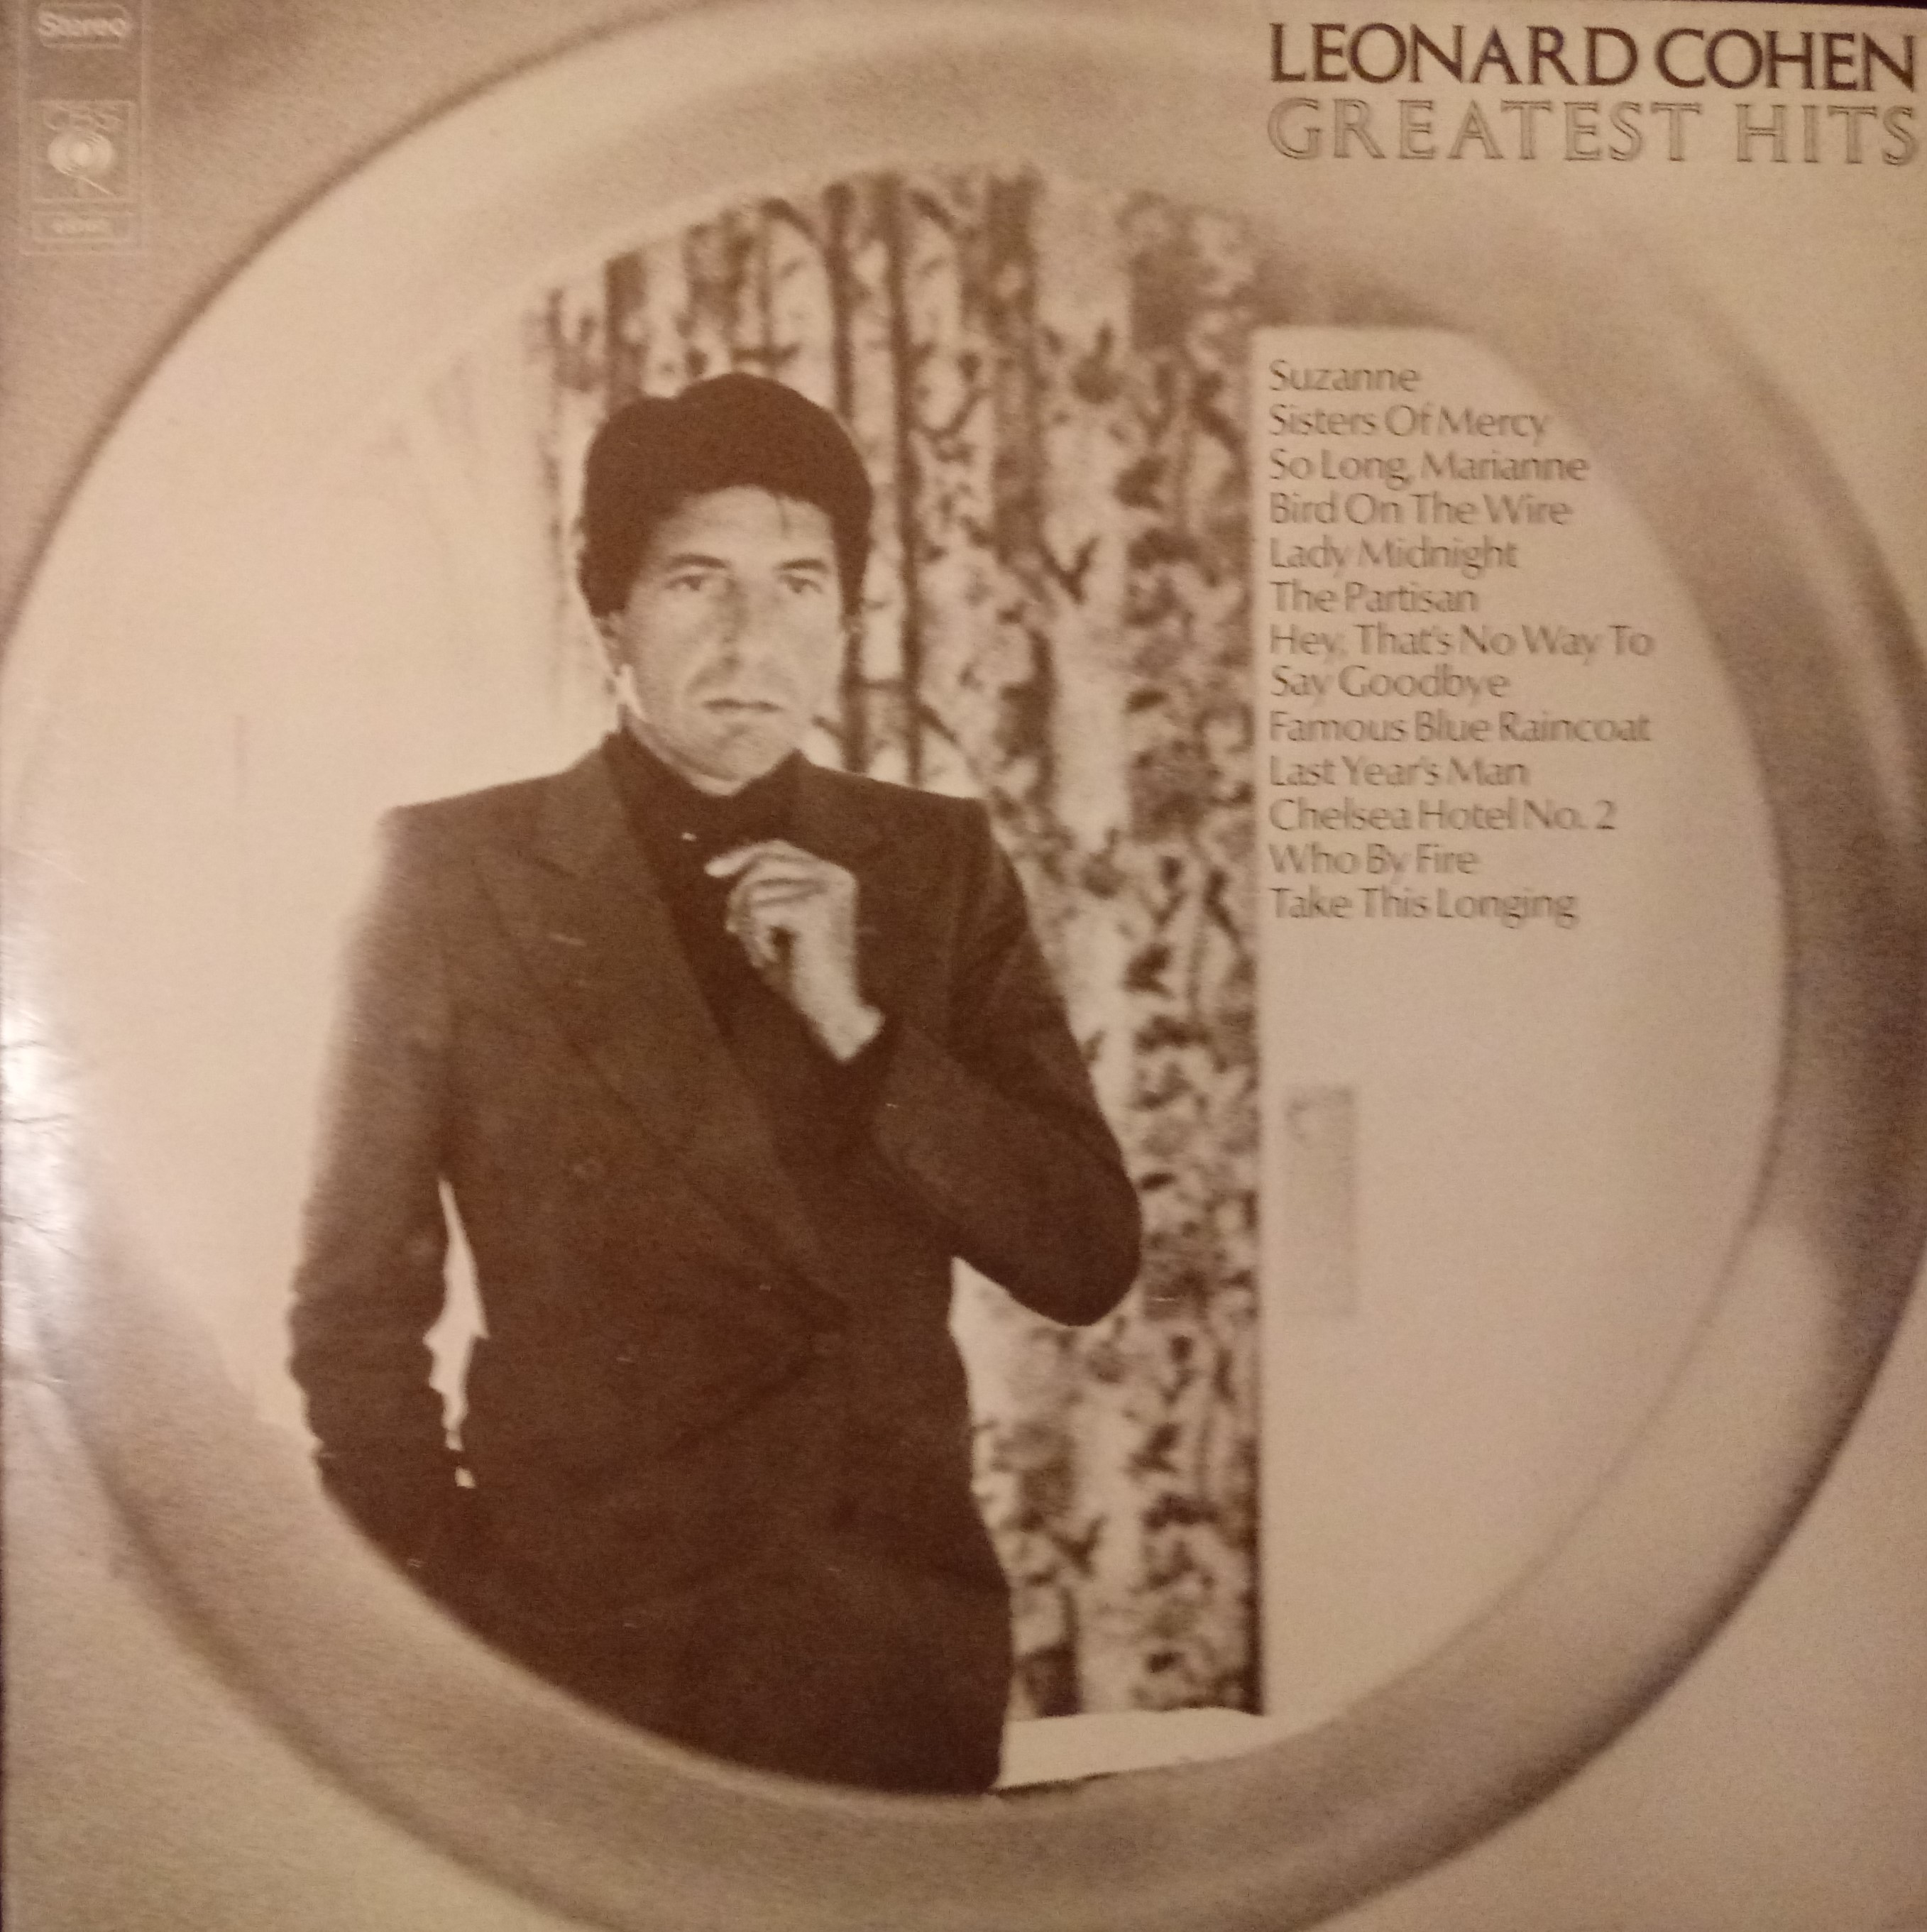 Stereo
CBS
LEONARD COHEN
GREATEST HITS
Suzanne
Sisters Of Mercy
So Long, Marianne
Bird On The Wire
Lady Midnight
The Partisan
Hey, That's No Way To
Say Goodbye
Famous Blue Raincoat
Last Year's Man
Chelsea Hotel No. 2
Who By Fire
Take This Longing